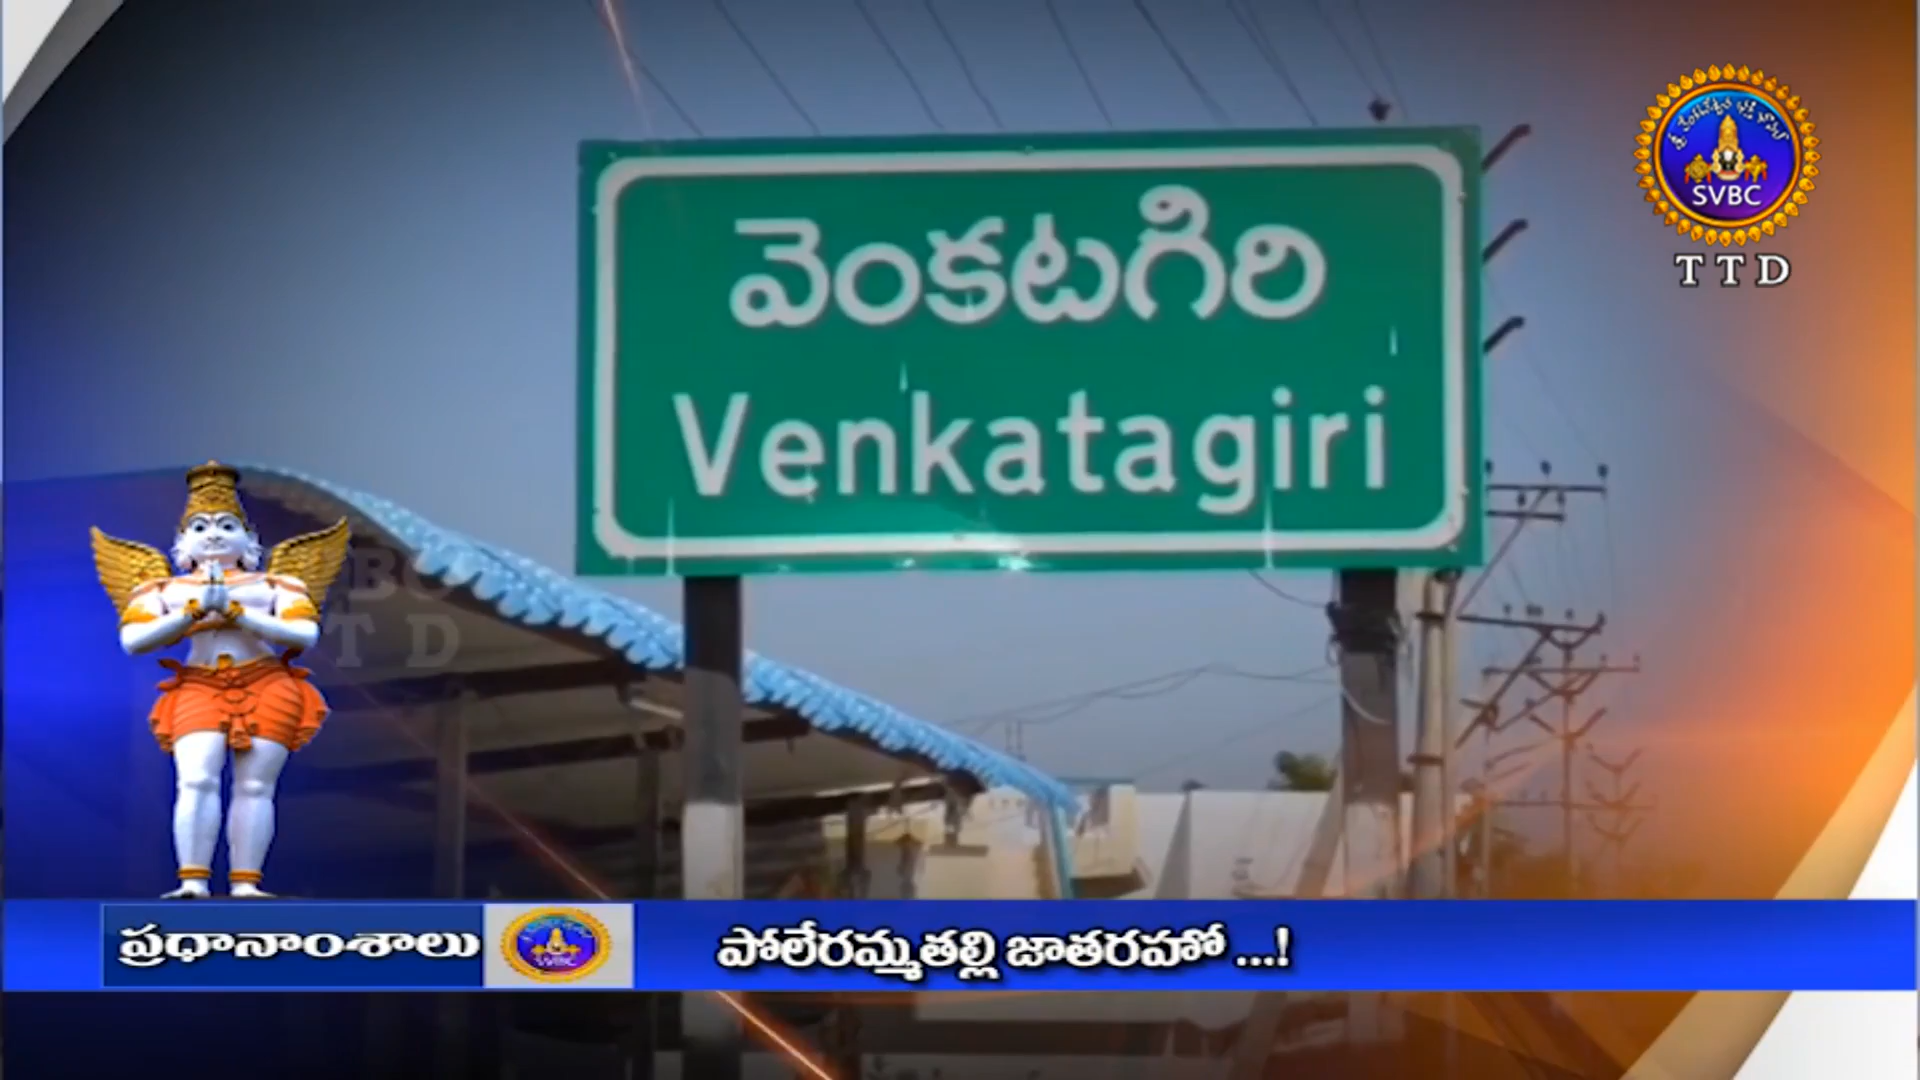 వెంకటగిరి
Venkatagiri
SVBC
TTD
ప్రధానాంశాలు
పోలేరమ్మతల్లి జాతరహో ...!